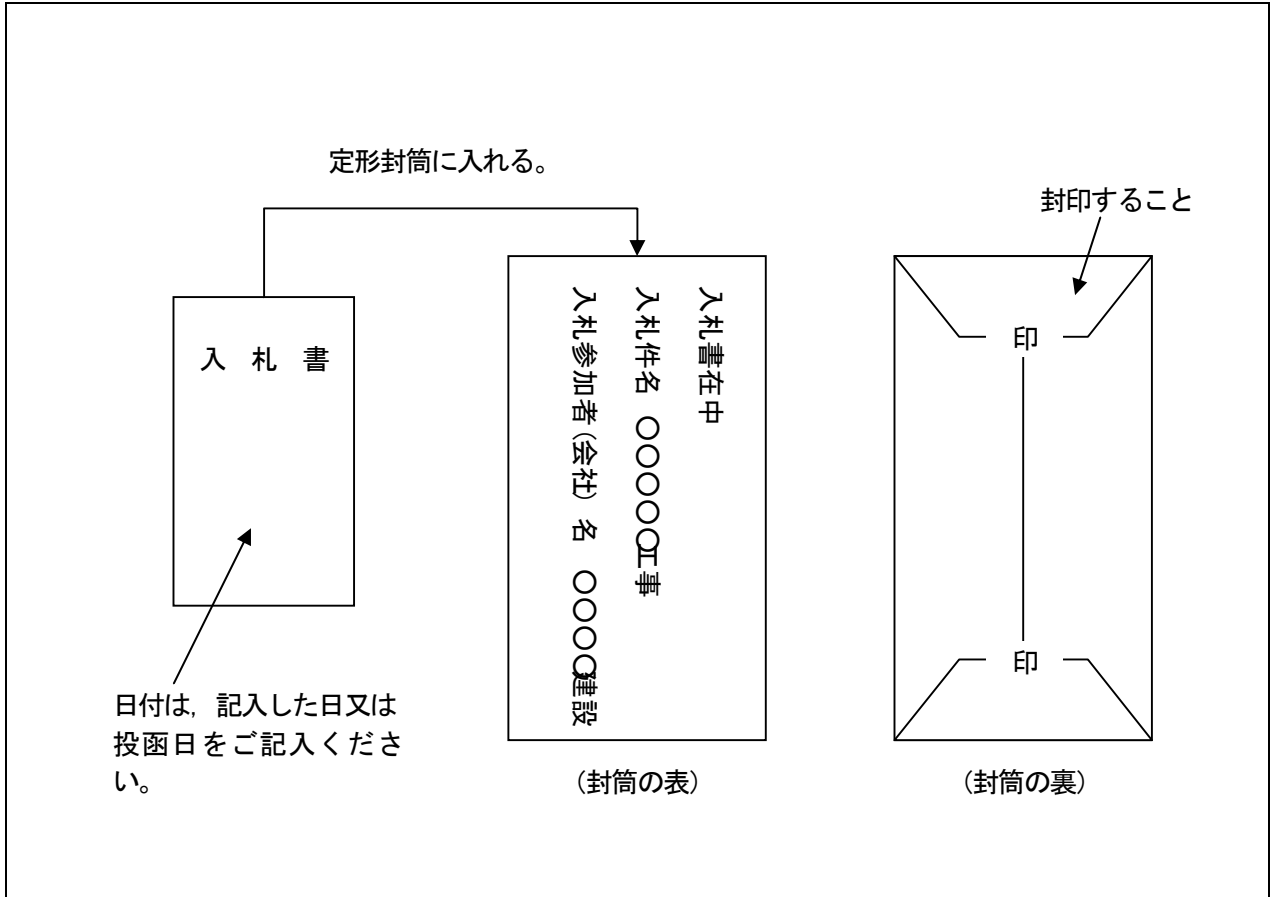 定形封筒に入れる。
封印すること
入 札 書
入札書在中
入札件名 〇〇〇〇〇工事
入札参加者(会社) 名 〇〇〇〇建設
印
印
日付は，記入した日又は
投函日をご記入くださ
い。
(封筒の表)
(封筒の裏)